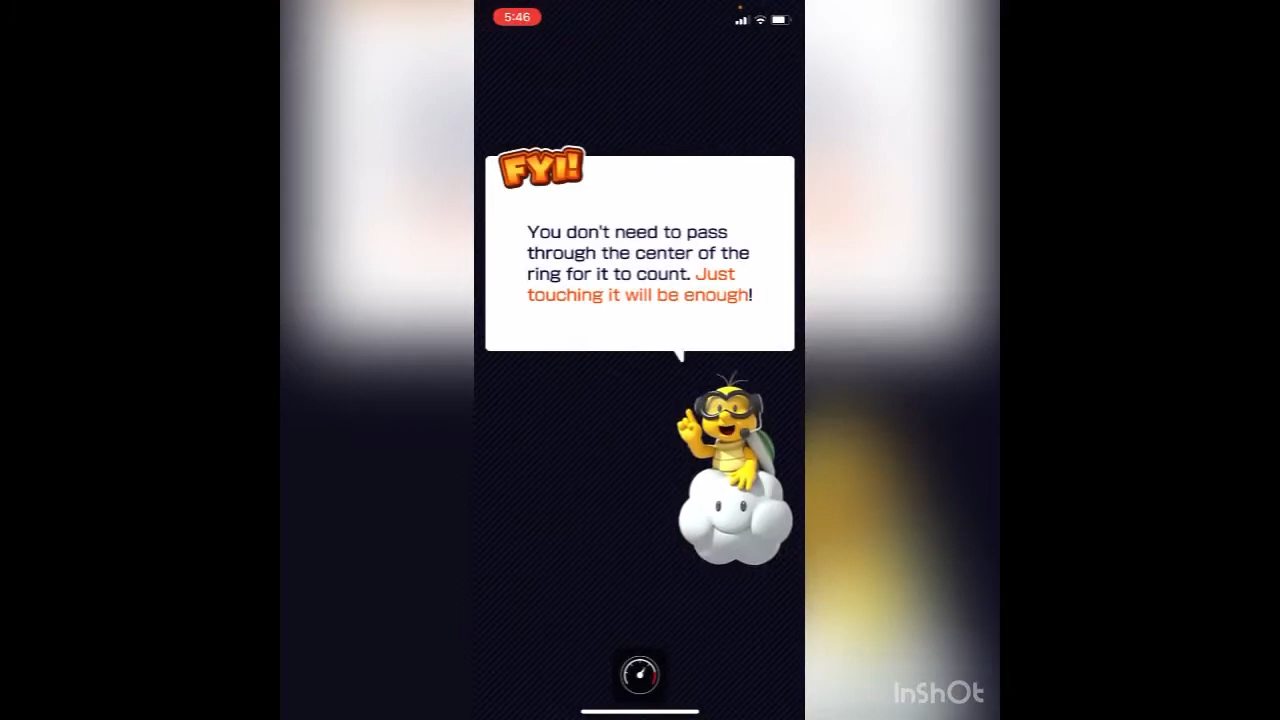 5:46
FYI!
You don't need to pass
through the center of the
ring for it to count. Just
touching it will be enough!
InShOt